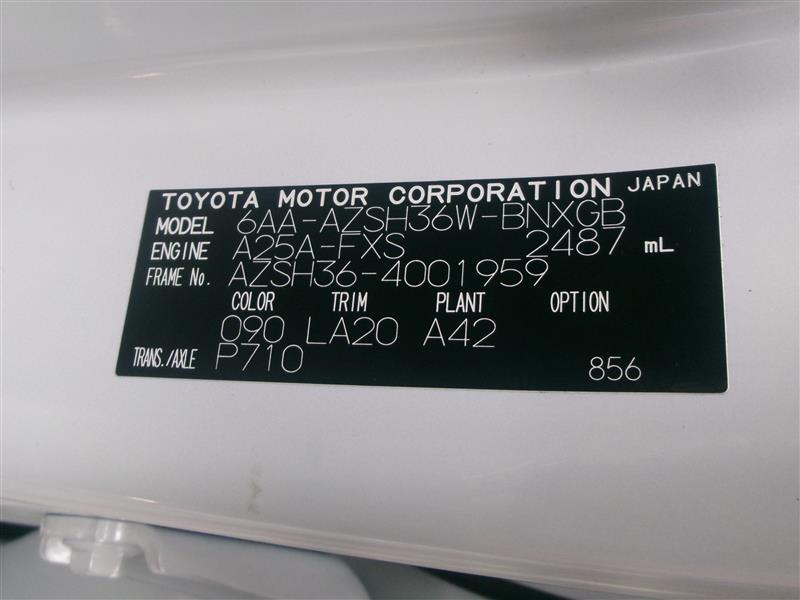 TOYOTA MOTOR CORPORATION JAPAN
MODEL 6AA-AZSH36W-BNXGB
ENGINE A25A-FXS 2487 mL
FRAME No. AZSH36-4001959
COLOR TRIM PLANT OPTION
090 LA20 A42
TRANS./AXLE P710 856